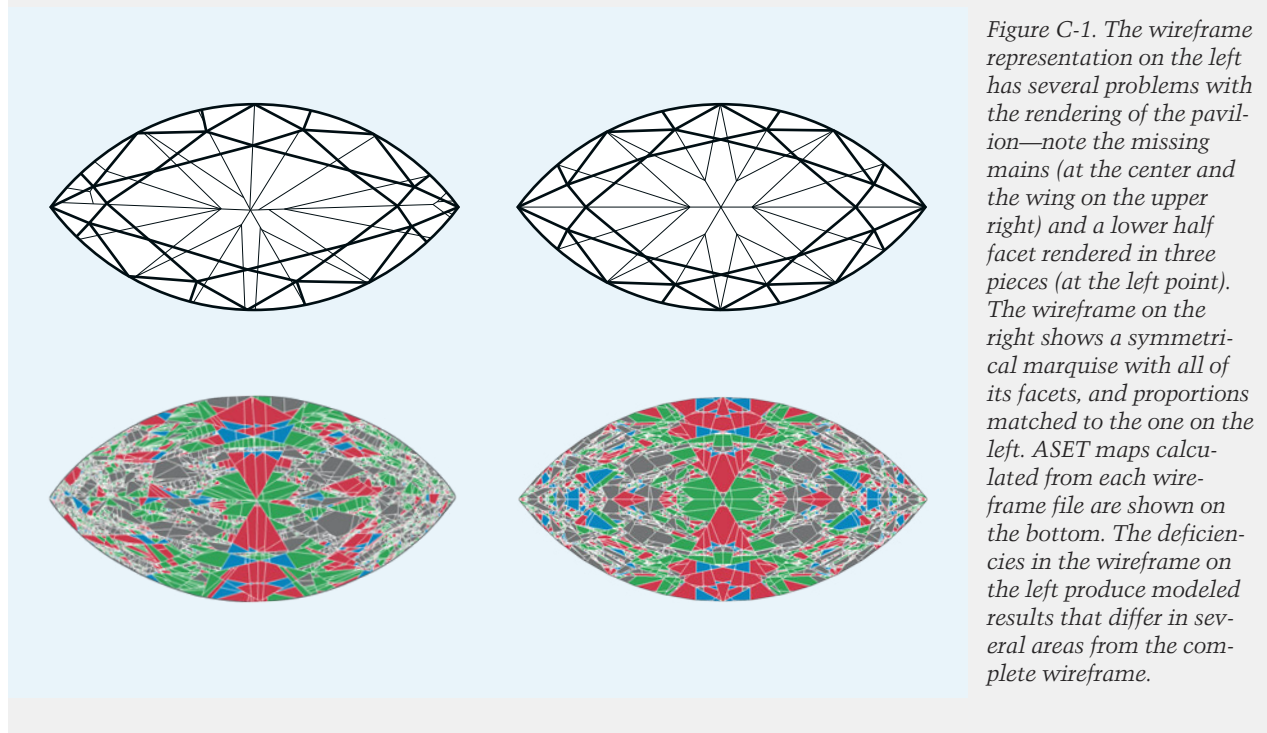 Figure C-1. The wireframe
representation on the left
has several problems with
the rendering of the pavil-
ion—note the missing
mains (at the center and
the wing on the upper
right) and a lower half
facet rendered in three
pieces (at the left point).
The wireframe on the
right shows a symmetri-
cal marquise with all of
its facets, and proportions
matched to the one on the
left. ASET maps calcu-
lated from each wire-
frame file are shown on
the bottom. The deficien-
cies in the wireframe on
the left produce modeled
results that differ in sev-
eral areas from the com-
plete wireframe.